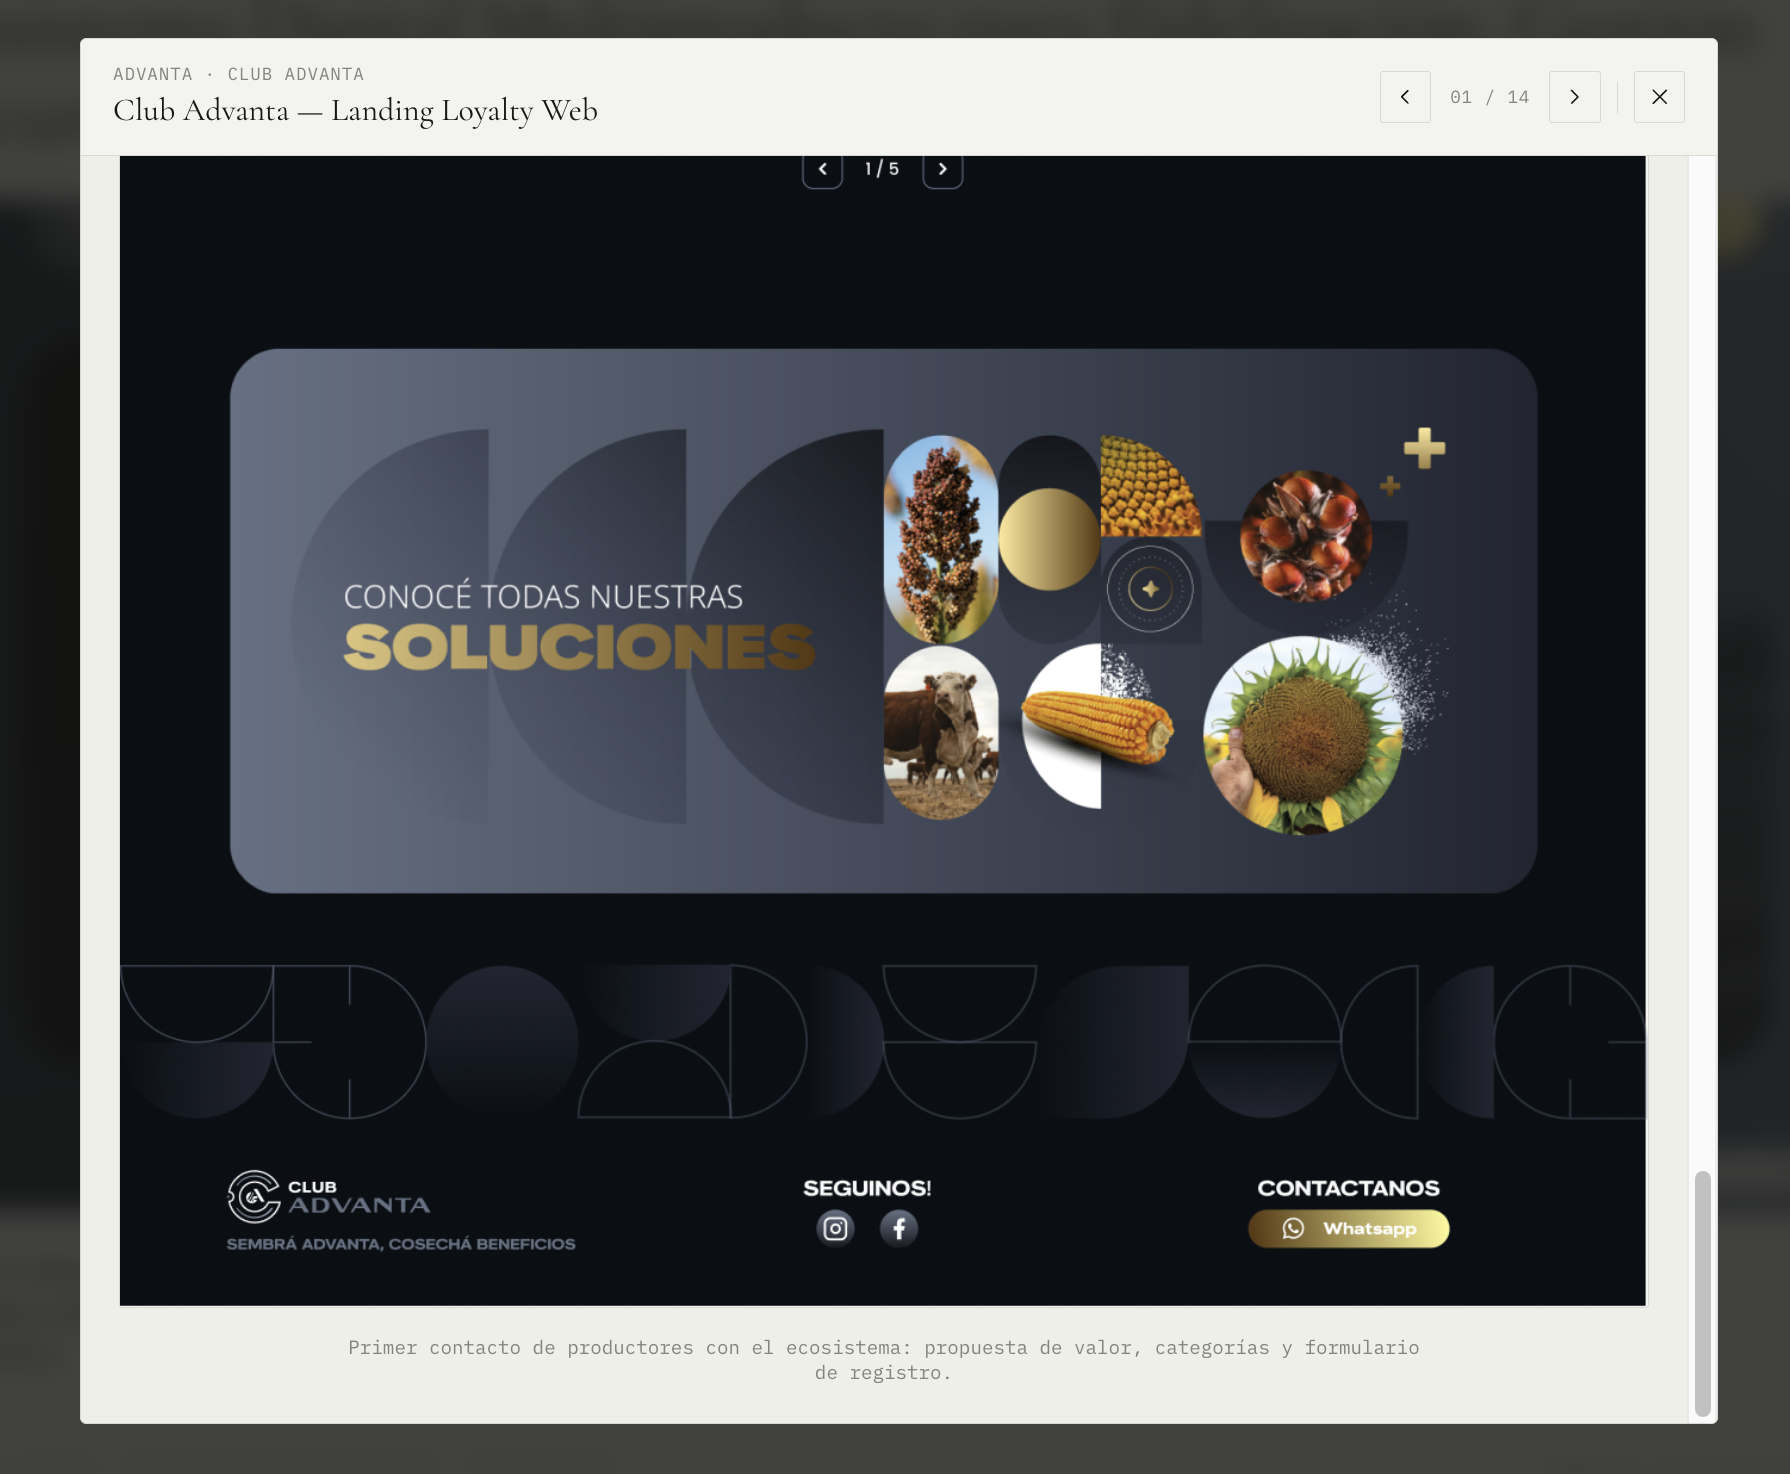 ADVANTA · CLUB ADVANTA
Club Advanta — Landing Loyalty Web
01 / 14
1 / 5
CONOCÉ TODAS NUESTRAS
SOLUCIONES
CLUB
ADVANTA
SEMBRÁ ADVANTA, COSECHÁ BENEFICIOS
SEGUINOS!
CONTACTANOS
Whatsapp
Primer contacto de productores con el ecosistema: propuesta de valor, categorías y formulario
de registro.